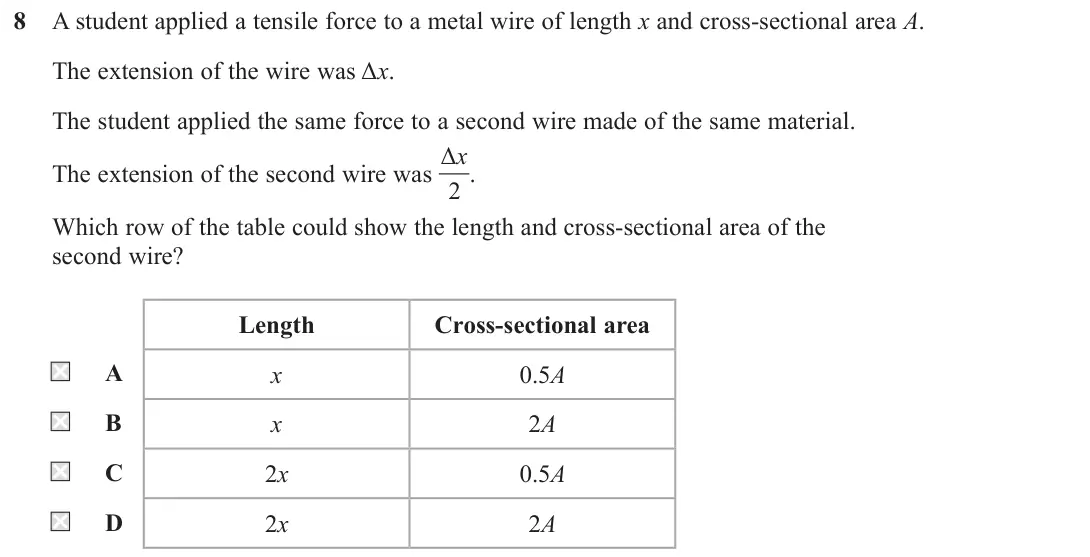 8 A student applied a tensile force to a metal wire of length x and cross-sectional area A.
The extension of the wire was Δx.
The student applied the same force to a second wire made of the same material.
The extension of the second wire was Δx/2.
Which row of the table could show the length and cross-sectional area of the
second wire?
Length Cross-sectional area
A x 0.5A
B x 2A
C 2x 0.5A
D 2x 2A